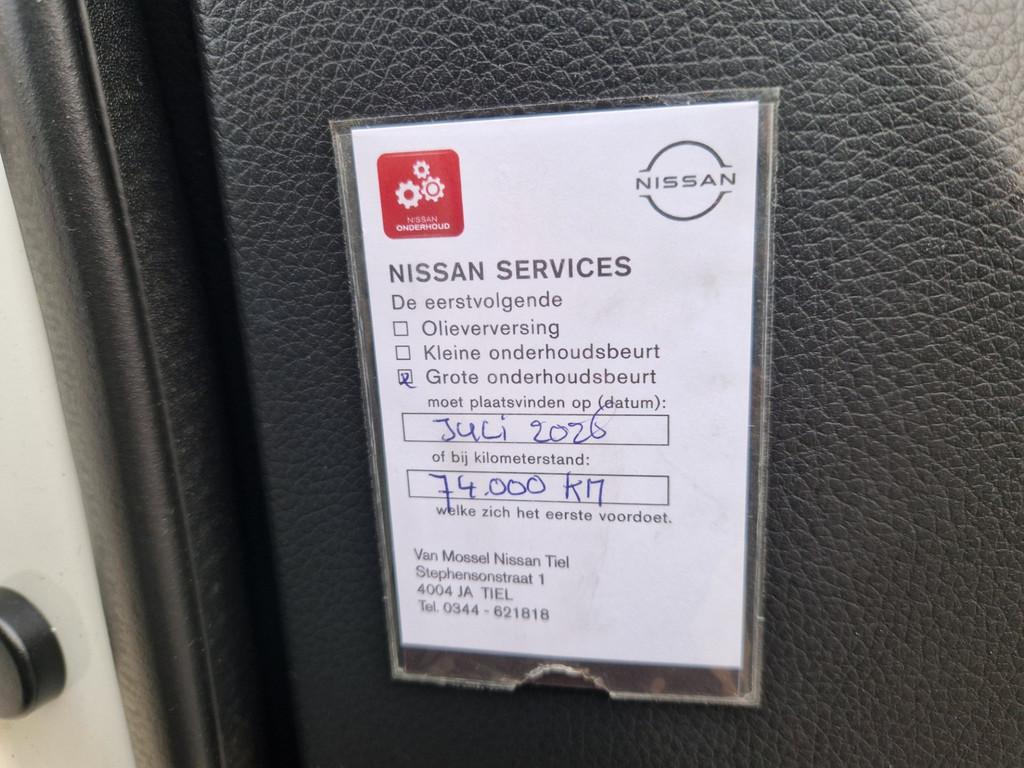 NISSAN
ONDERHOUD
NISSAN
NISSAN SERVICES
De eerstvolgende
Olieverversing
Kleine onderhoudsbeurt
Grote onderhoudsbeurt
moet plaatsvinden op (datum):
Juli 2026
of bij kilometerstand:
74.000 KM
welke zich het eerste voordoet.
Van Mossel Nissan Tiel
Stephensonstraat 1
4004 JA TIEL
Tel. 0344 - 621818